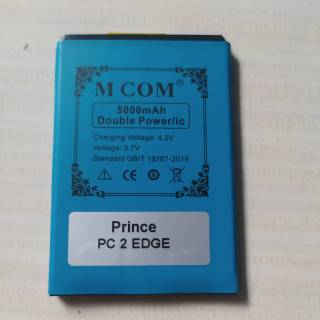 M COM®
5000mAh
Double Power/ic
Charging Voltage: 4.2V
Voltage: 3.7V
Standard GB/T 18287-2018
Prince
PC 2 EDGE